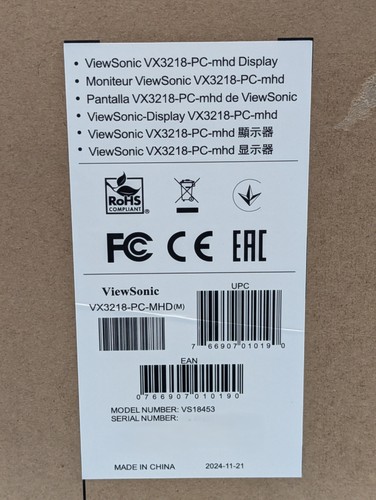 • ViewSonic VX3218-PC-mhd Display
• Moniteur ViewSonic VX3218-PC-mhd
• Pantalla VX3218-PC-mhd de ViewSonic
• ViewSonic-Display VX3218-PC-mhd
• ViewSonic VX3218-PC-mhd 顯示器
• ViewSonic VX3218-PC-mhd 显示器
RoHS
COMPLIANT
FC CE EAC
ViewSonic
VX3218-PC-MHD(M)
UPC
7 66907 01019 0
EAN
0766907010190
MODEL NUMBER: VS18453
SERIAL NUMBER:
MADE IN CHINA 2024-11-21